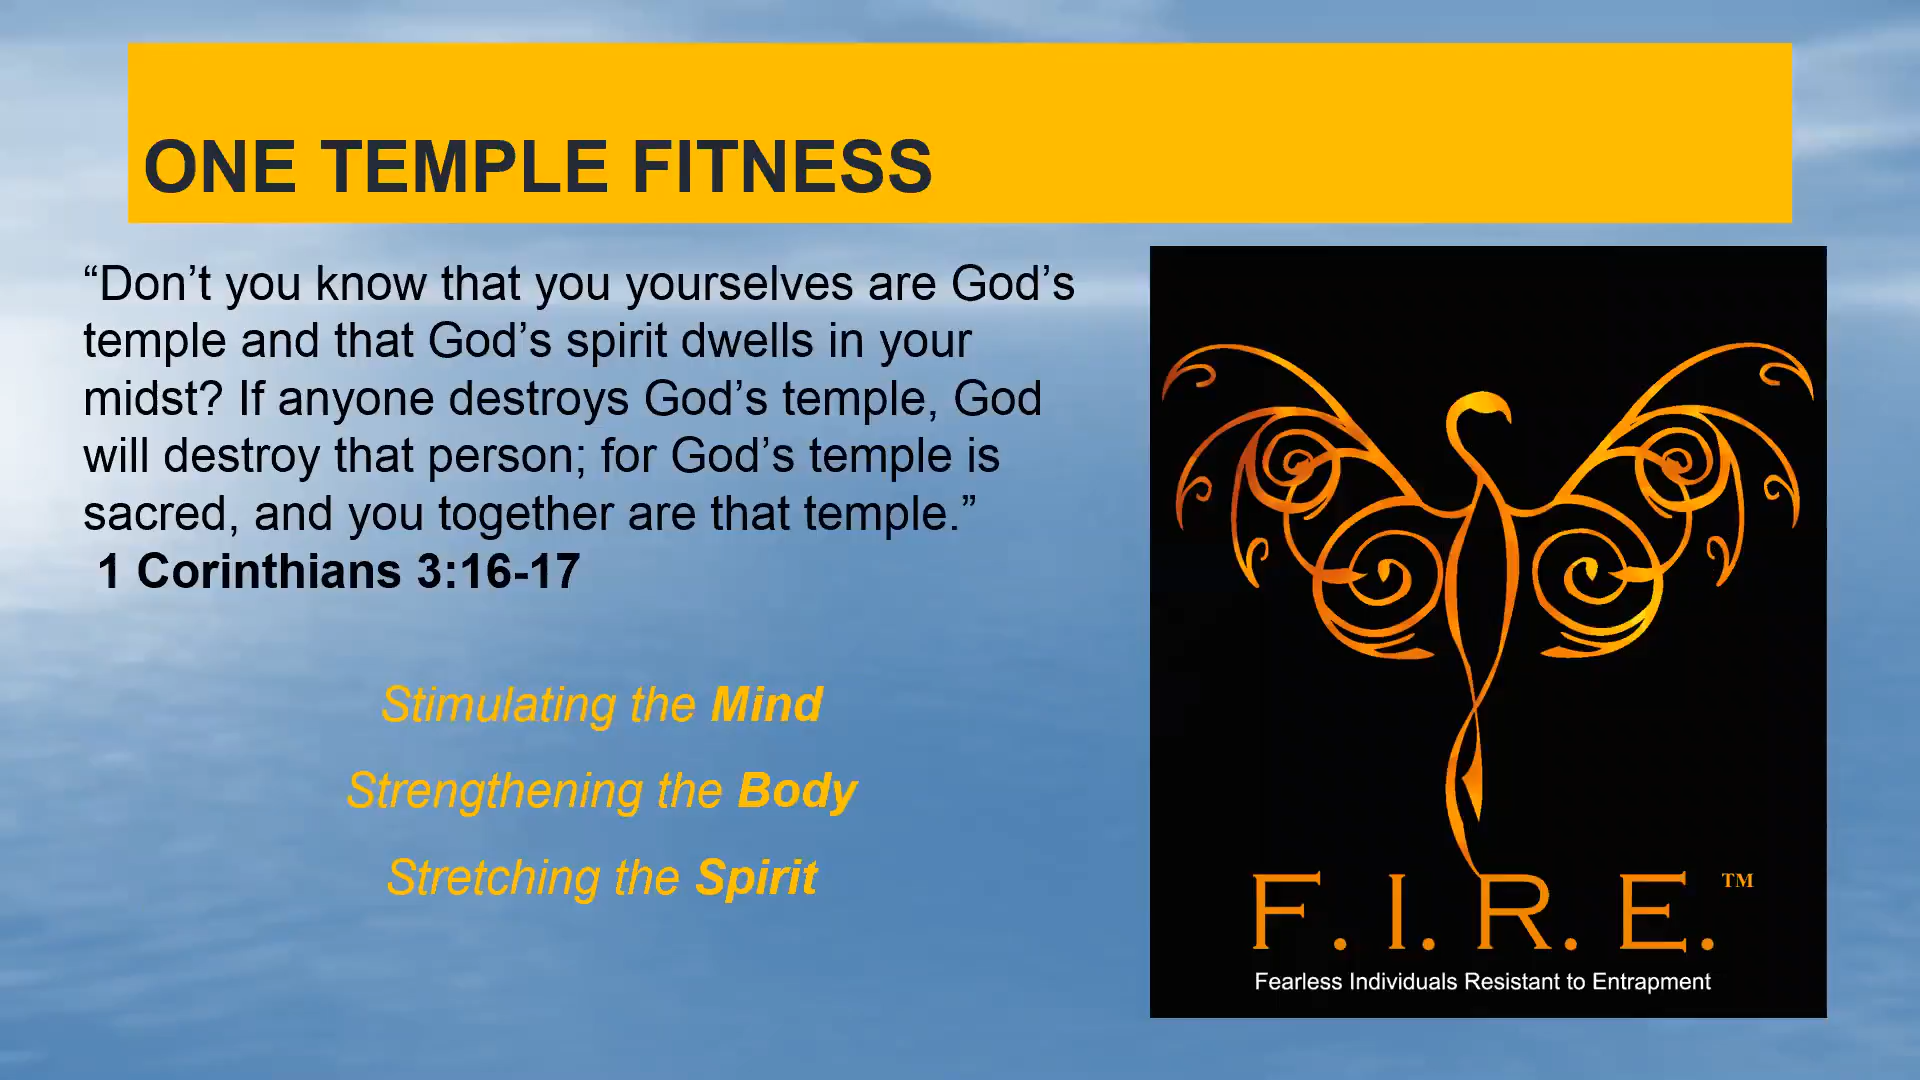 ONE TEMPLE FITNESS
“Don’t you know that you yourselves are God’s
temple and that God’s spirit dwells in your
midst? If anyone destroys God’s temple, God
will destroy that person; for God’s temple is
sacred, and you together are that temple.”
1 Corinthians 3:16-17
Stimulating the Mind
Strengthening the Body
Stretching the Spirit
F. I. R. E. ™
Fearless Individuals Resistant to Entrapment